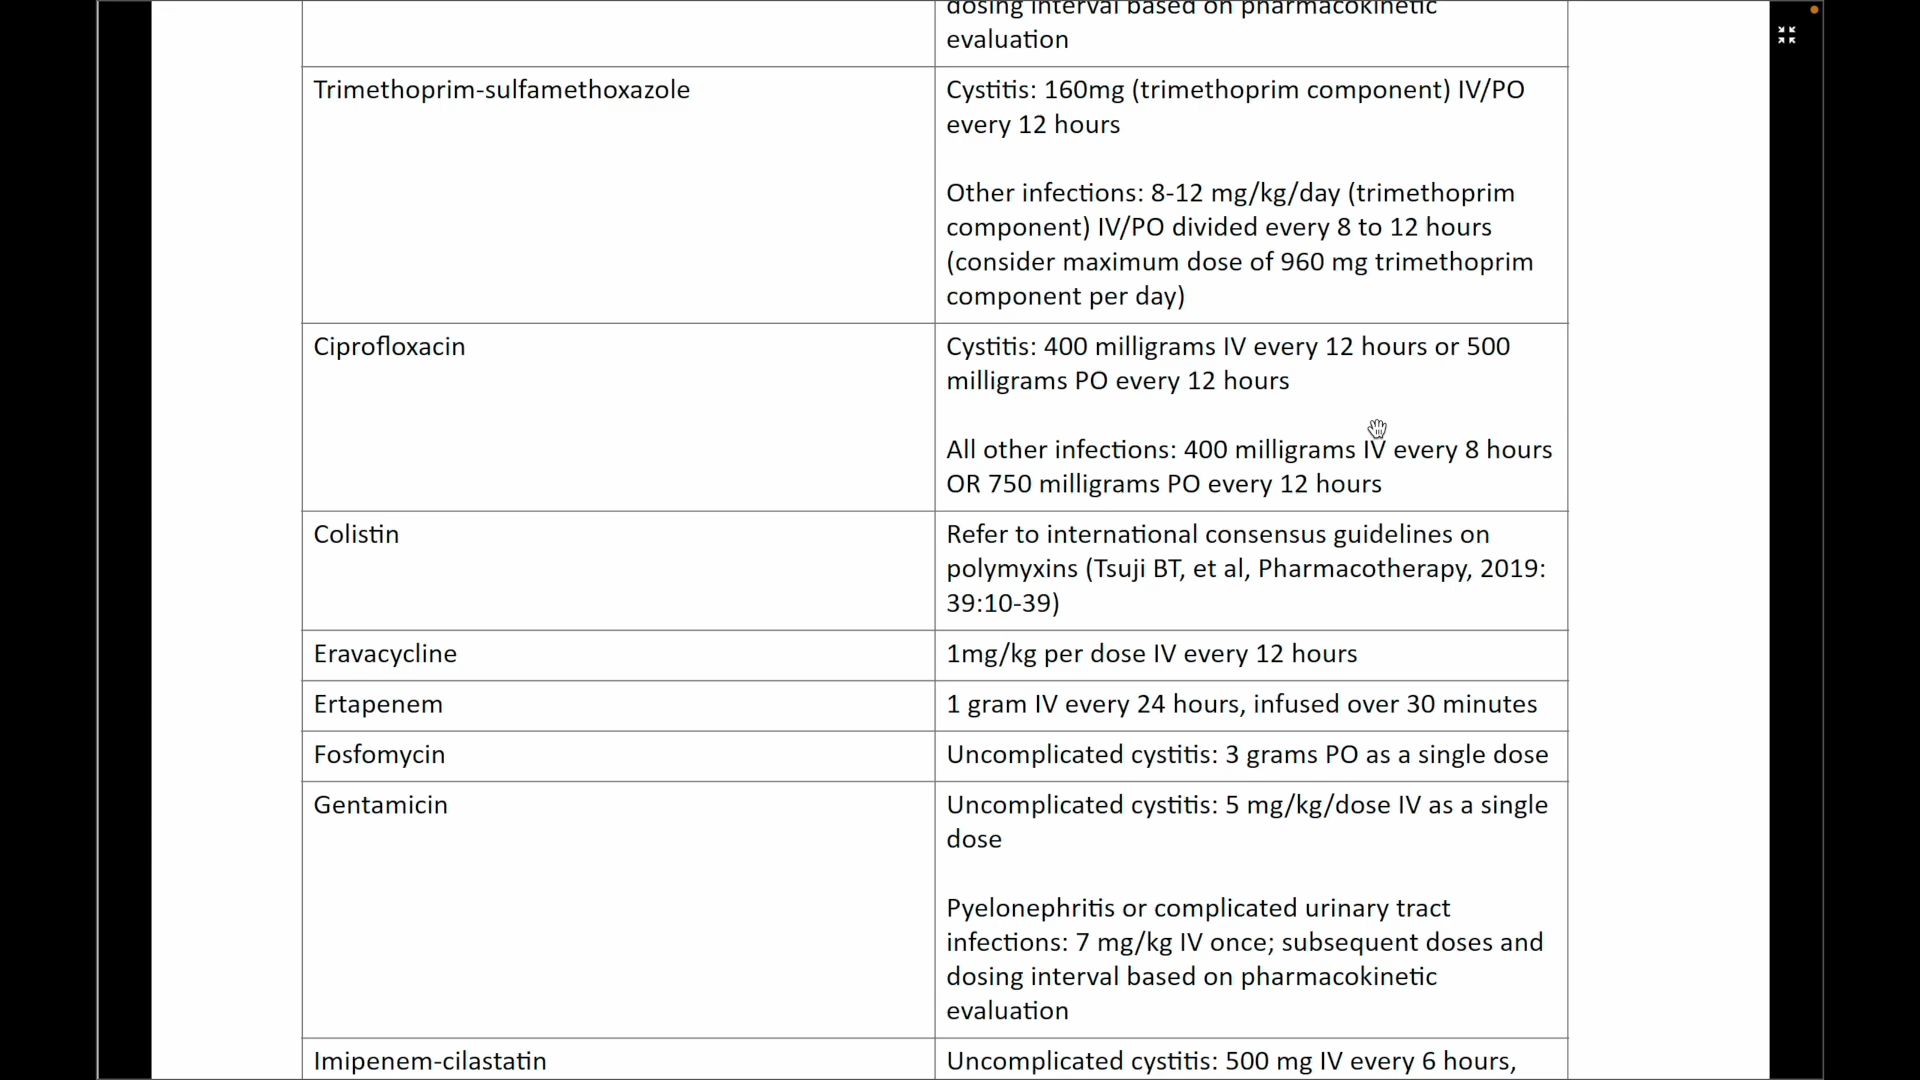 dosing interval based on pharmacokinetic
evaluation
Trimethoprim-sulfamethoxazole
Cystitis: 160mg (trimethoprim component) IV/PO
every 12 hours
Other infections: 8-12 mg/kg/day (trimethoprim
component) IV/PO divided every 8 to 12 hours
(consider maximum dose of 960 mg trimethoprim
component per day)
Ciprofloxacin
Cystitis: 400 milligrams IV every 12 hours or 500
milligrams PO every 12 hours
All other infections: 400 milligrams IV every 8 hours
OR 750 milligrams PO every 12 hours
Colistin
Refer to international consensus guidelines on
polymyxins (Tsuji BT, et al, Pharmacotherapy, 2019:
39:10-39)
Eravacycline
1mg/kg per dose IV every 12 hours
Ertapenem
1 gram IV every 24 hours, infused over 30 minutes
Fosfomycin
Uncomplicated cystitis: 3 grams PO as a single dose
Gentamicin
Uncomplicated cystitis: 5 mg/kg/dose IV as a single
dose
Pyelonephritis or complicated urinary tract
infections: 7 mg/kg IV once; subsequent doses and
dosing interval based on pharmacokinetic
evaluation
Imipenem-cilastatin
Uncomplicated cystitis: 500 mg IV every 6 hours,